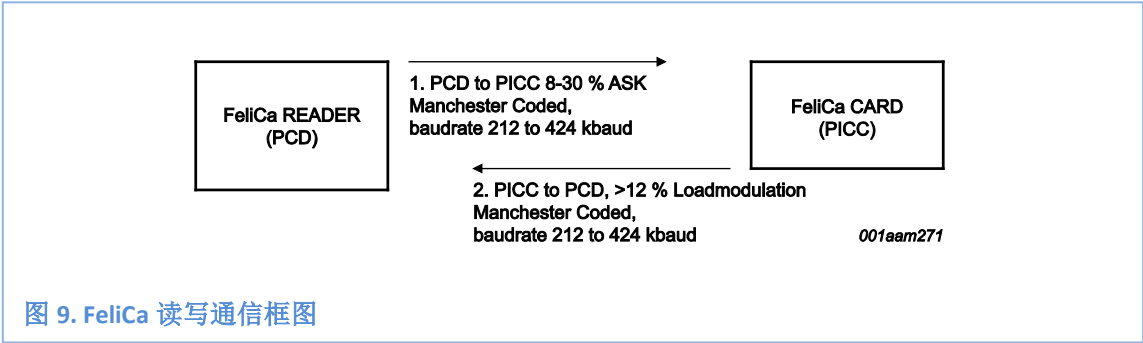 FeliCa READER
(PCD)
1. PCD to PICC 8-30 % ASK
Manchester Coded,
baudrate 212 to 424 kbaud
FeliCa CARD
(PICC)
2. PICC to PCD, >12 % Loadmodulation
Manchester Coded,
baudrate 212 to 424 kbaud
001aam271
图 9. FeliCa 读写通信框图